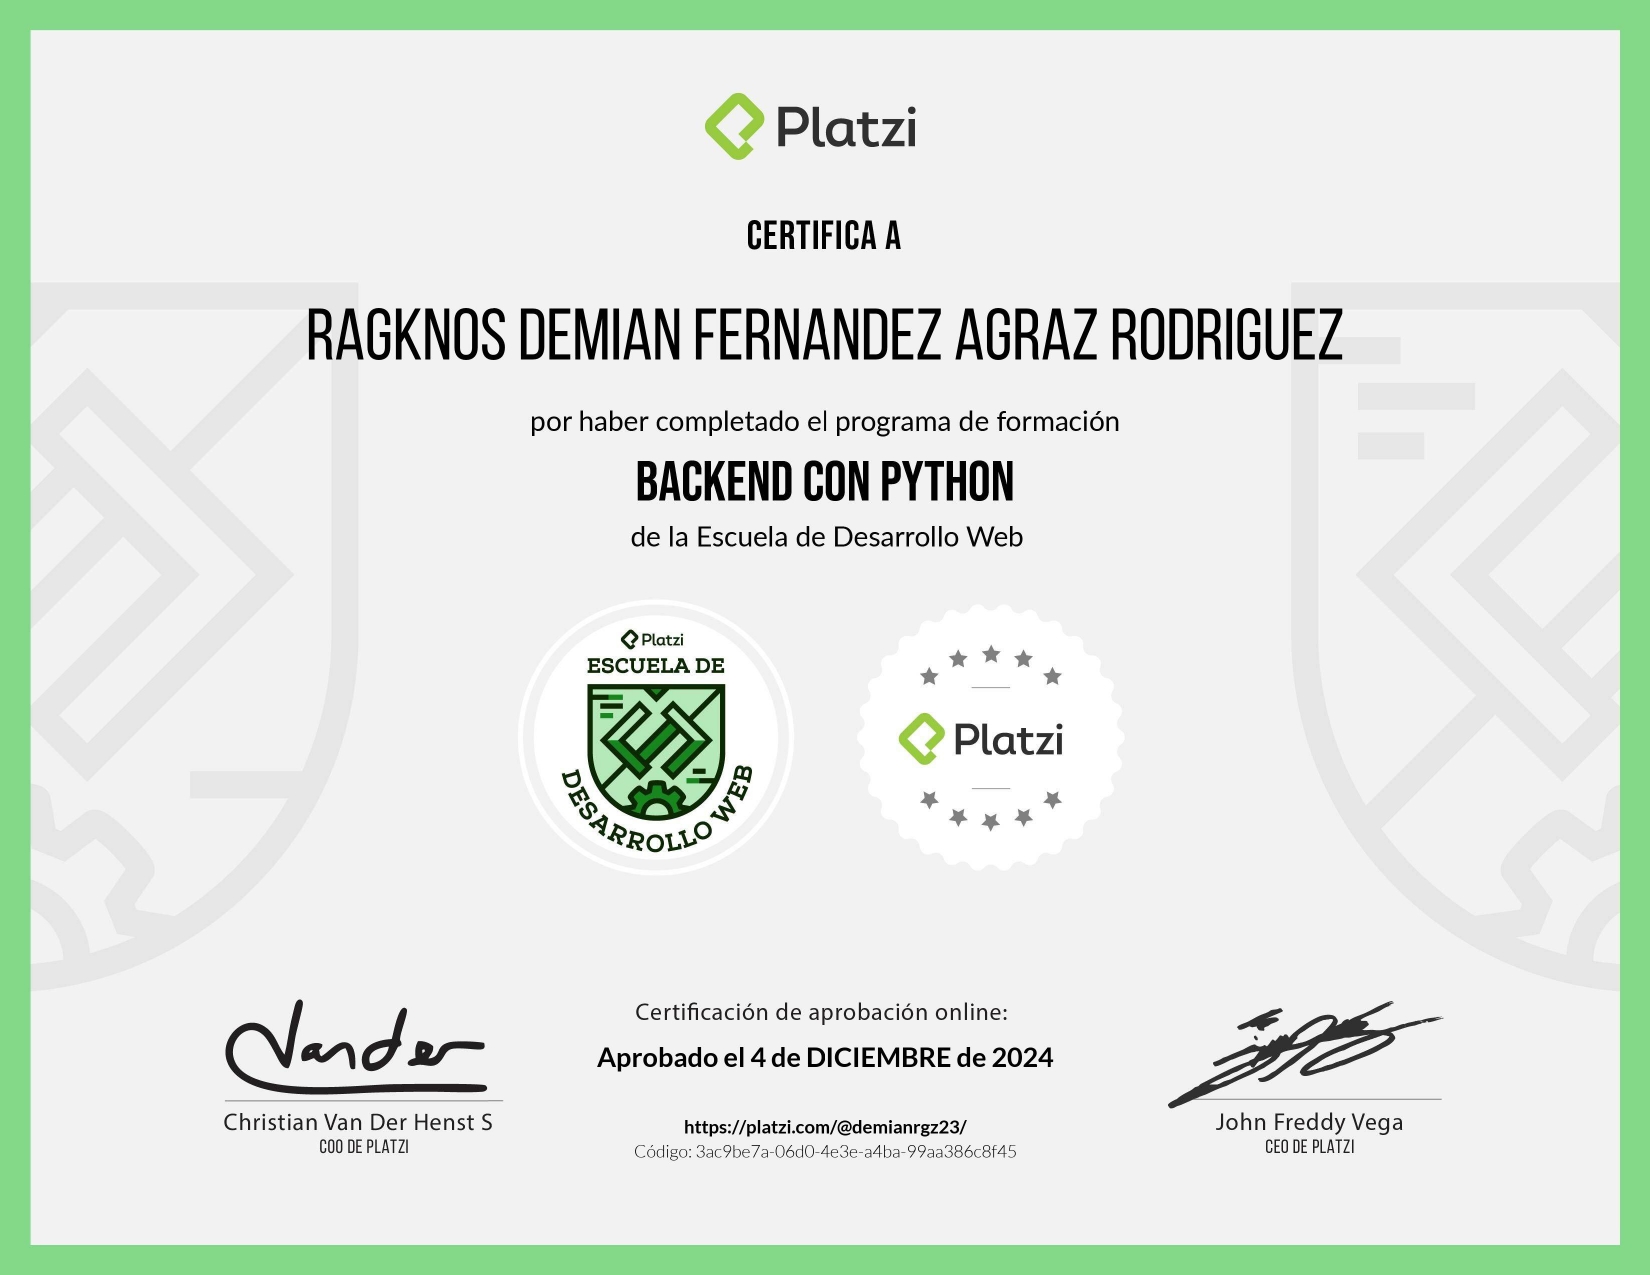 Platzi
CERTIFICA A
RAGKNOS DEMIAN FERNANDEZ AGRAZ RODRIGUEZ
por haber completado el programa de formación
BACKEND CON PYTHON
de la Escuela de Desarrollo Web
Platzi
ESCUELA DE
DESARROLLO WEB
Platzi
Vander
Christian Van Der Henst S
COO DE PLATZI
Certificación de aprobación online:
Aprobado el 4 de DICIEMBRE de 2024
https://platzi.com/@demianrgz23/
Código: 3ac9be7a-06d0-4e3e-a4ba-99aa386c8f45
John Freddy Vega
CEO DE PLATZI